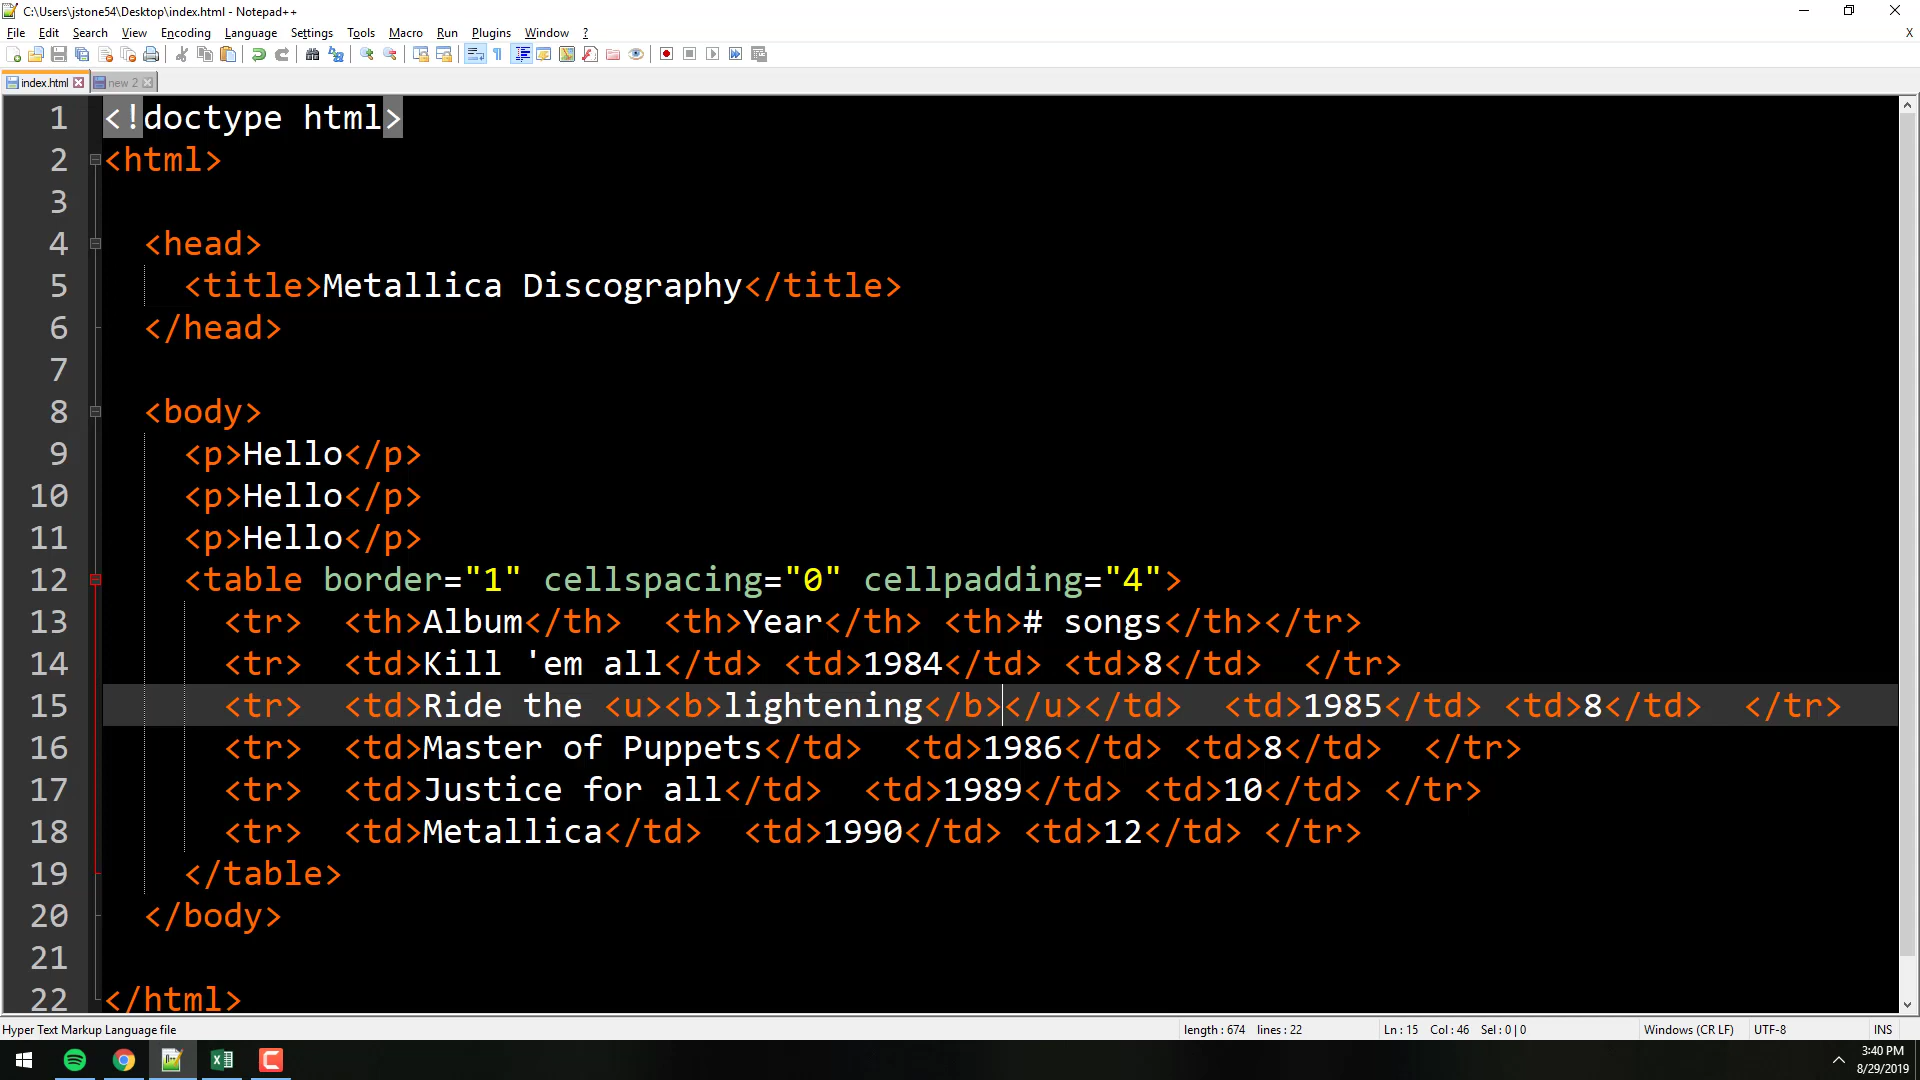 C:\Users\jstone54\Desktop\index.html - Notepad++
File Edit Search View Encoding Language Settings Tools Macro Run Plugins Window ? X
index.html new 2
1 <!doctype html>
2 <html>
3
4 <head>
5 <title>Metallica Discography</title>
6 </head>
7
8 <body>
9 <p>Hello</p>
10 <p>Hello</p>
11 <p>Hello</p>
12 <table border="1" cellspacing="0" cellpadding="4">
13 <tr> <th>Album</th> <th>Year</th> <th># songs</th></tr>
14 <tr> <td>Kill 'em all</td> <td>1984</td> <td>8</td> </tr>
15 <tr> <td>Ride the <u><b>lightening</b></u></td> <td>1985</td> <td>8</td> </tr>
16 <tr> <td>Master of Puppets</td> <td>1986</td> <td>8</td> </tr>
17 <tr> <td>Justice for all</td> <td>1989</td> <td>10</td> </tr>
18 <tr> <td>Metallica</td> <td>1990</td> <td>12</td> </tr>
19 </table>
20 </body>
21
22 </html>
Hyper Text Markup Language file length : 674 lines : 22 Ln : 15 Col : 46 Sel : 0 | 0 Windows (CR LF) UTF-8 INS
3:40 PM
8/29/2019